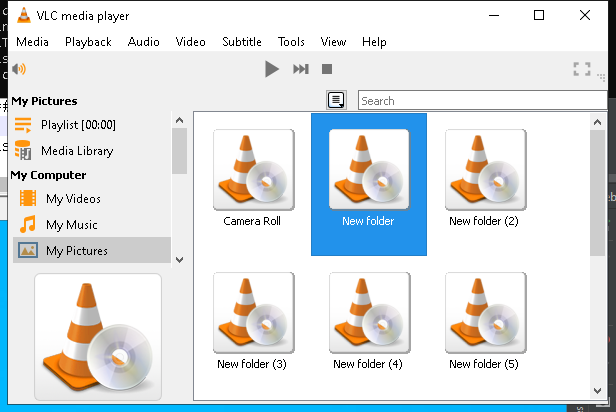 VLC media player
Media Playback Audio Video Subtitle Tools View Help
My Pictures
Search
Playlist [00:00]
Media Library
My Computer
My Videos
My Music
My Pictures
Camera Roll
New folder
New folder (2)
New folder (3)
New folder (4)
New folder (5)